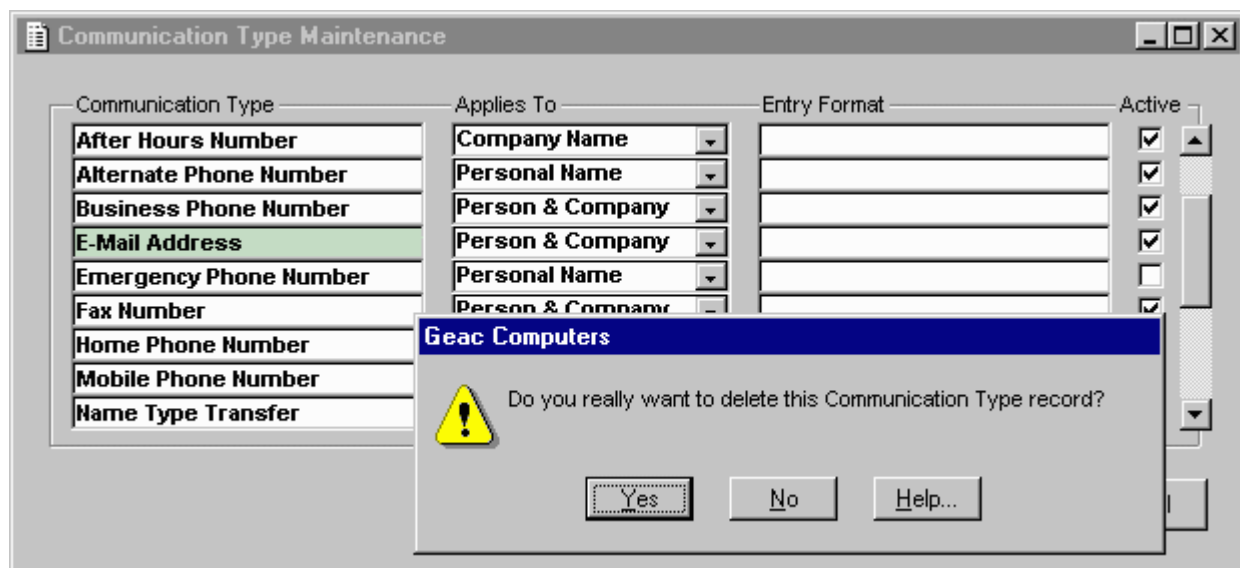 Communication Type Maintenance
Communication Type Applies To Entry Format Active
After Hours Number Company Name
Alternate Phone Number Personal Name
Business Phone Number Person & Company
E-Mail Address Person & Company
Emergency Phone Number Personal Name
Fax Number Person & Company
Home Phone Number
Mobile Phone Number
Name Type Transfer
Geac Computers
Do you really want to delete this Communication Type record?
Yes No Help...